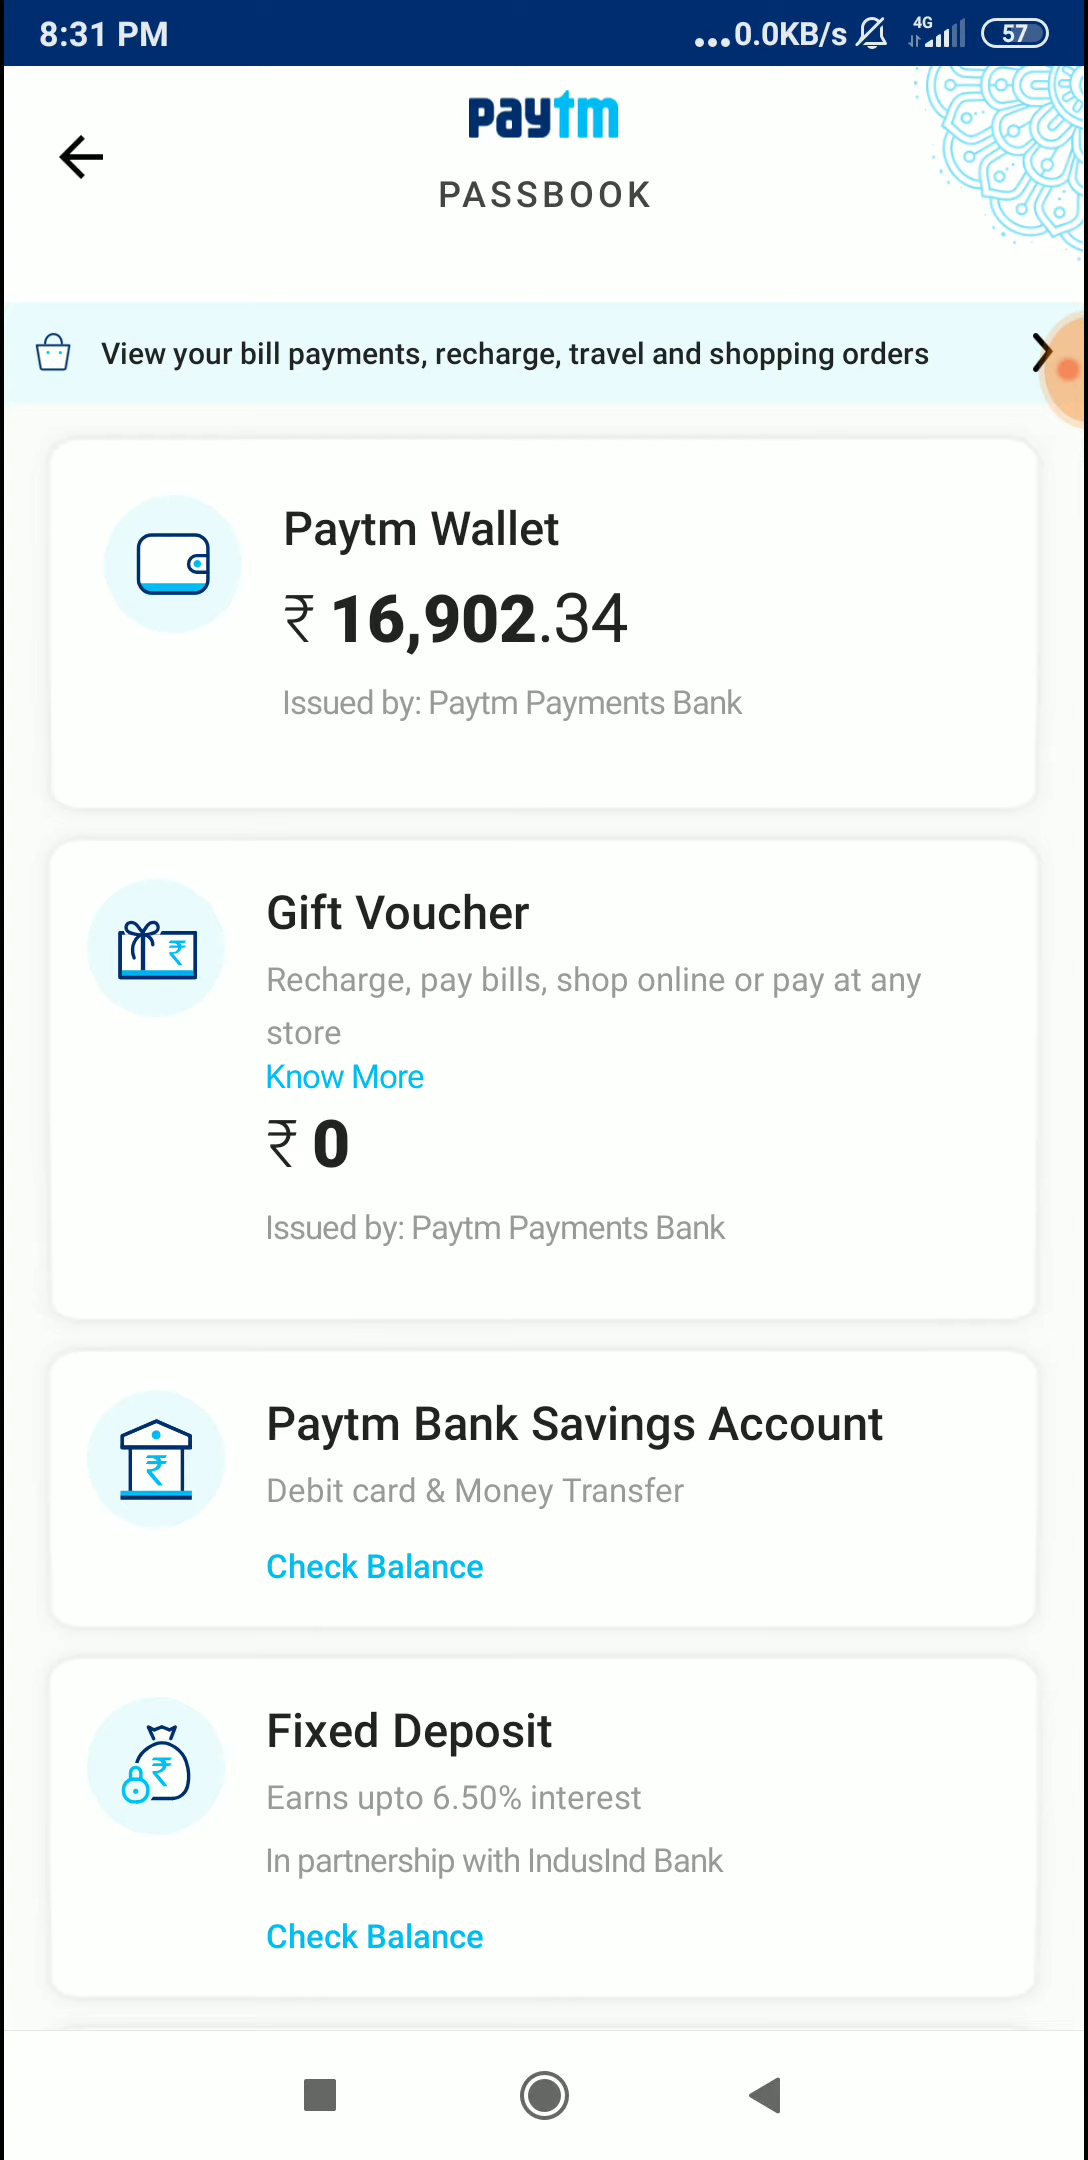 8:31 PM
...0.0KB/s 4G 57
paytm
PASSBOOK
View your bill payments, recharge, travel and shopping orders
Paytm Wallet
₹ 16,902.34
Issued by: Paytm Payments Bank
Gift Voucher
Recharge, pay bills, shop online or pay at any
store
Know More
₹ 0
Issued by: Paytm Payments Bank
Paytm Bank Savings Account
Debit card & Money Transfer
Check Balance
Fixed Deposit
Earns upto 6.50% interest
In partnership with IndusInd Bank
Check Balance